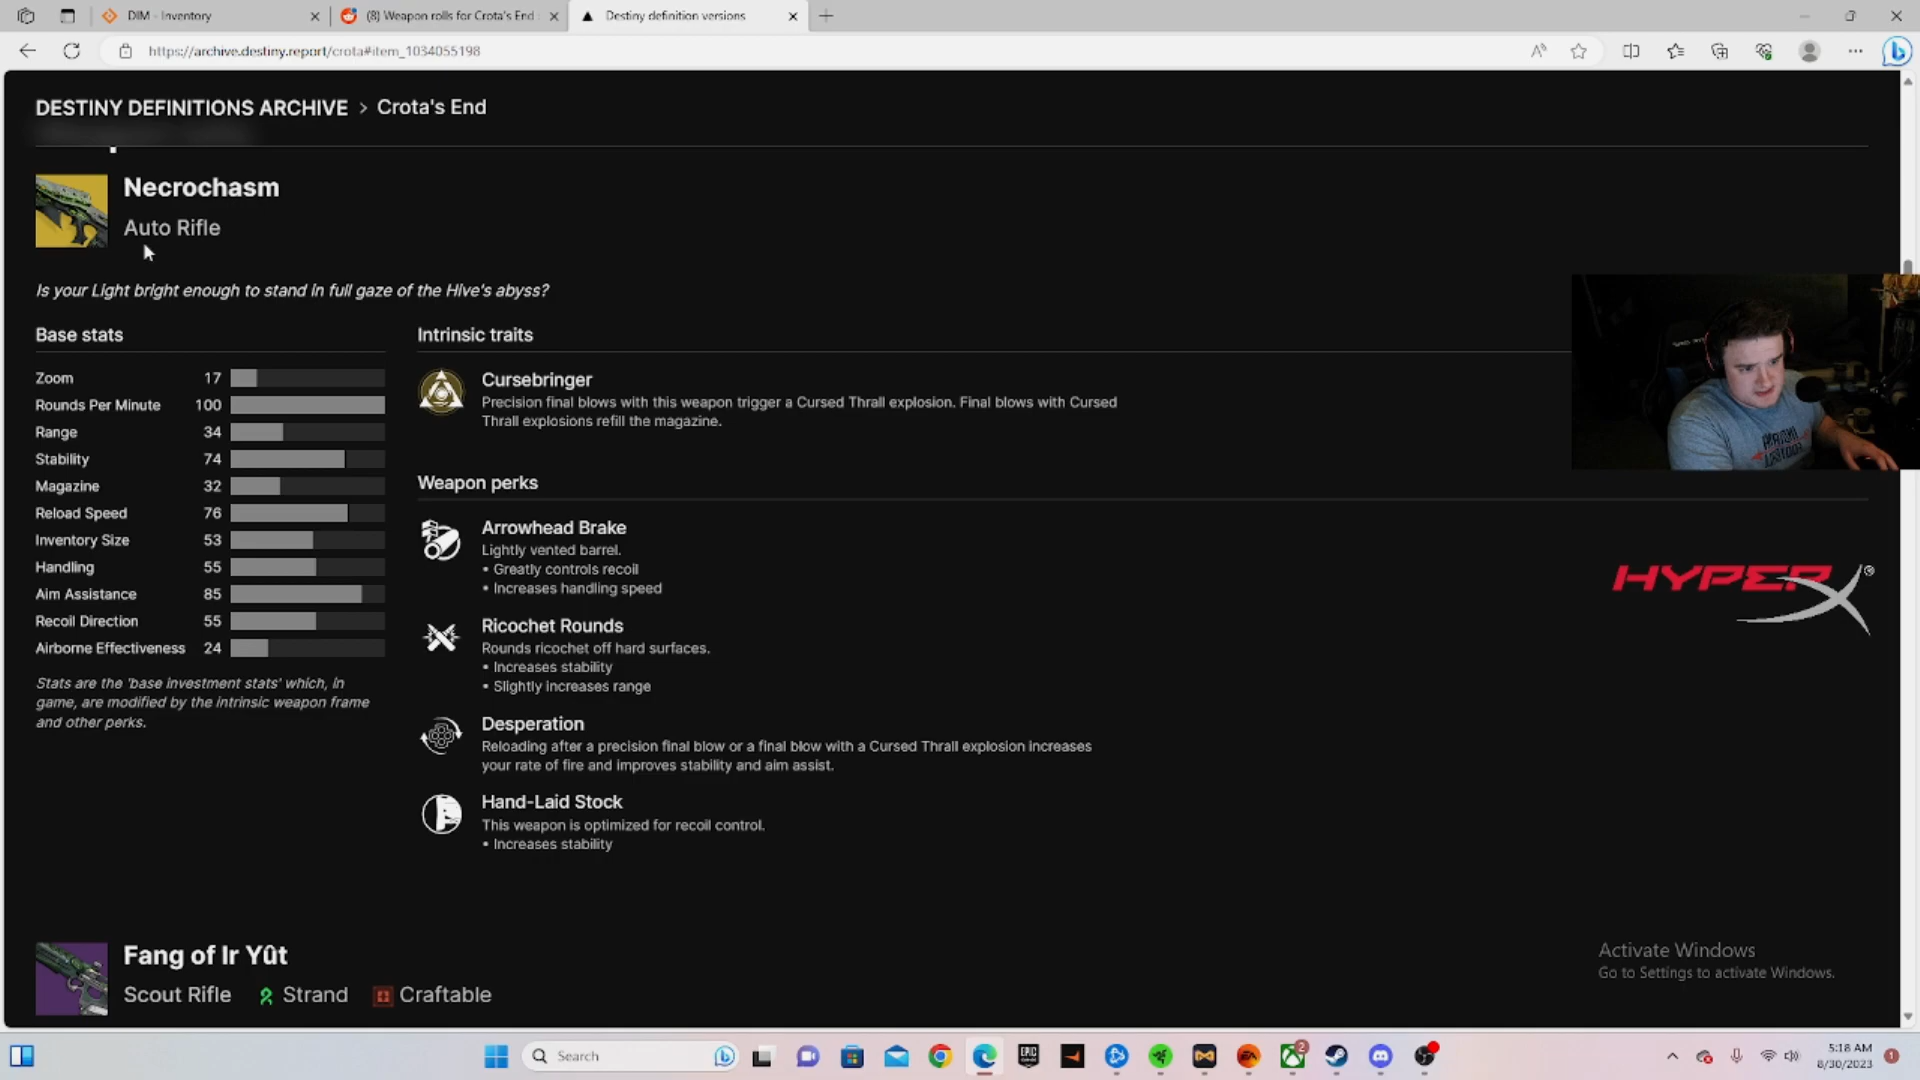 DIM - Inventory
(8) Weapon rolls for Crota's End
Destiny definition versions
https://archive.destiny.report/crota#item_1034055198
DESTINY DEFINITIONS ARCHIVE > Crota's End
Necrochasm
Auto Rifle
Is your Light bright enough to stand in full gaze of the Hive's abyss?
Base stats
Zoom 17
Rounds Per Minute 100
Range 34
Stability 74
Magazine 32
Reload Speed 76
Inventory Size 53
Handling 55
Aim Assistance 85
Recoil Direction 55
Airborne Effectiveness 24
Stats are the 'base investment stats' which, in
game, are modified by the intrinsic weapon frame
and other perks.
Intrinsic traits
Cursebringer
Precision final blows with this weapon trigger a Cursed Thrall explosion. Final blows with Cursed
Thrall explosions refill the magazine.
Weapon perks
Arrowhead Brake
Lightly vented barrel.
• Greatly controls recoil
• Increases handling speed
Ricochet Rounds
Rounds ricochet off hard surfaces.
• Increases stability
• Slightly increases range
Desperation
Reloading after a precision final blow or a final blow with a Cursed Thrall explosion increases
your rate of fire and improves stability and aim assist.
Hand-Laid Stock
This weapon is optimized for recoil control.
• Increases stability
HYPERX®
Fang of Ir Yût
Scout Rifle Strand Craftable
Activate Windows
Go to Settings to activate Windows.
Search
EPIC
EA
2
5:18 AM
8/30/2023
1